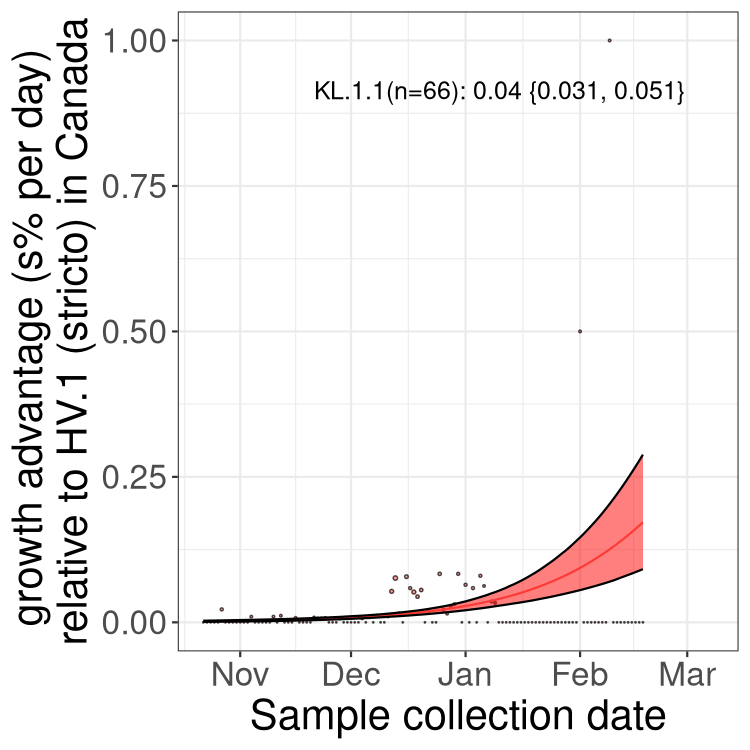 growth advantage (s% per day)
relative to HV.1 (stricto) in Canada
1.00
0.75
0.50
0.25
0.00
KL.1.1(n=66): 0.04 {0.031, 0.051}
Nov
Dec
Jan
Feb
Mar
Sample collection date